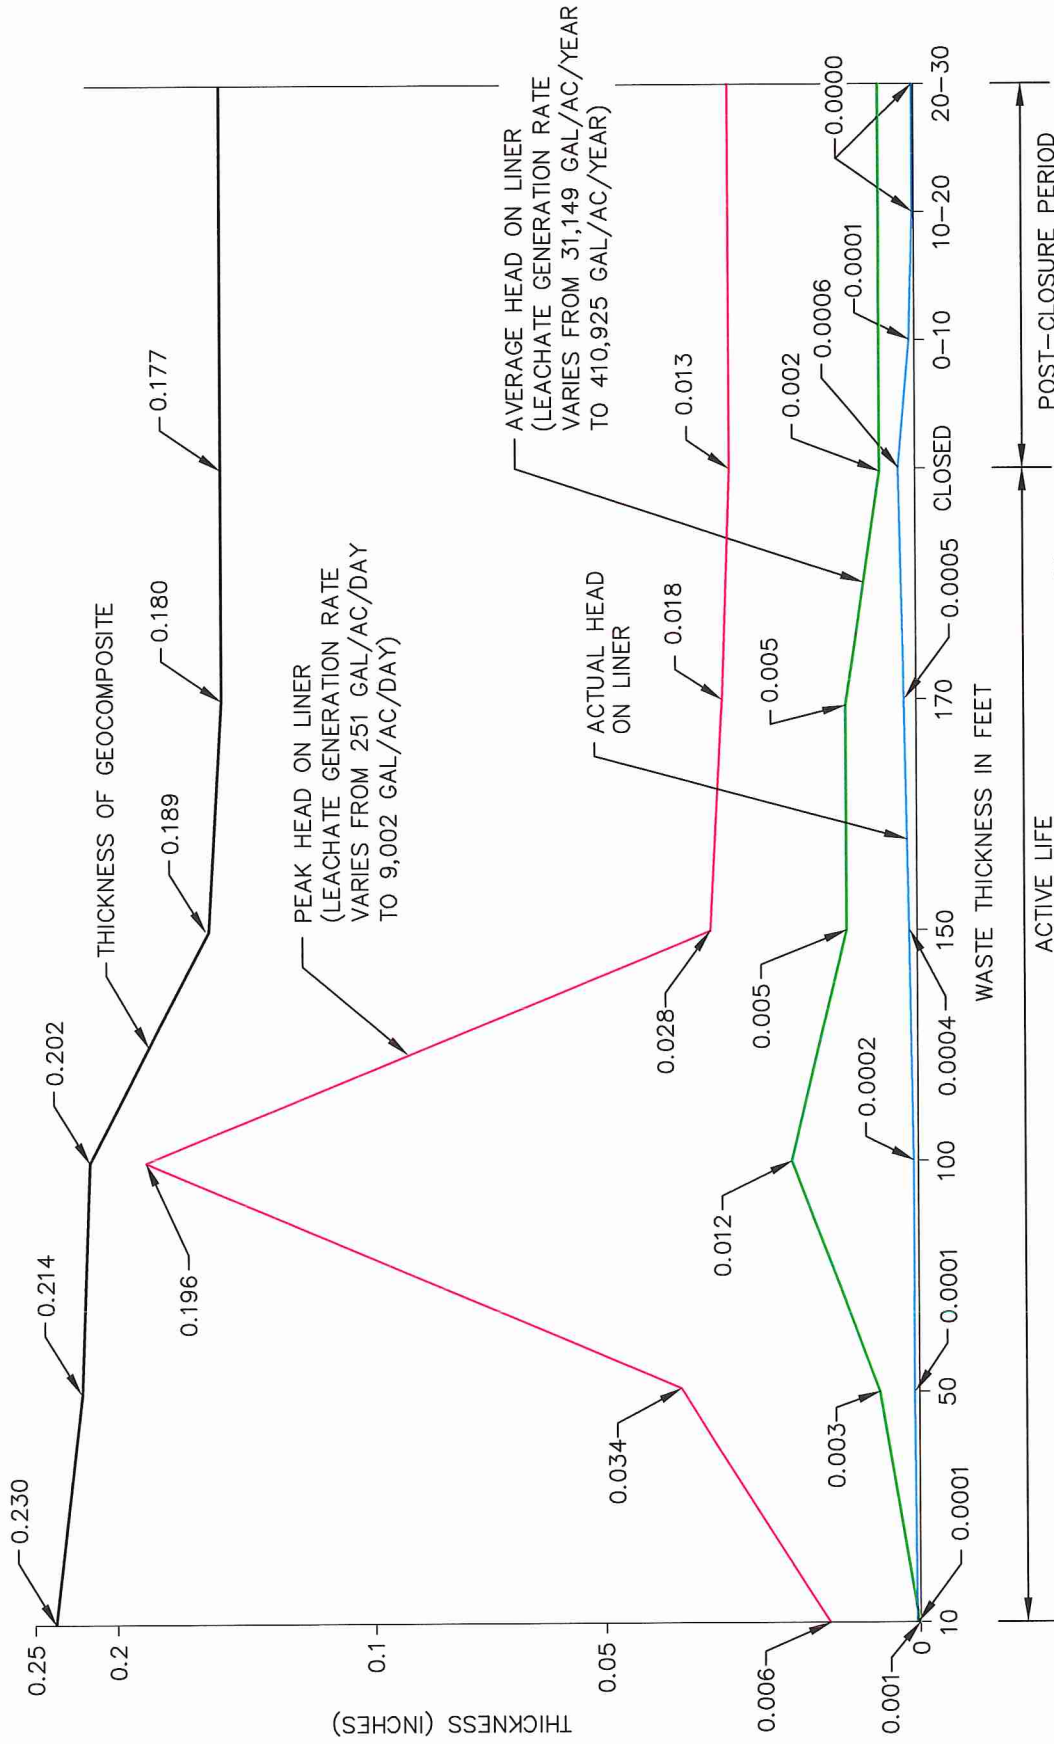 0.25
0.2
0.1
0.05
0
THICKNESS (INCHES)
0.230
0.214
0.202
THICKNESS OF GEOCOMPOSITE
0.189
0.180
0.177
0.196
PEAK HEAD ON LINER
(LEACHATE GENERATION RATE
VARIES FROM 251 GAL/AC/DAY
TO 9,002 GAL/AC/DAY)
AVERAGE HEAD ON LINER
(LEACHATE GENERATION RATE
VARIES FROM 31,149 GAL/AC/YEAR
TO 410,925 GAL/AC/YEAR)
0.034
0.028
ACTUAL HEAD
ON LINER
0.018
0.013
0.006
0.003
0.012
0.005
0.005
0.002
0.0006
0.0001
0.0000
0.001
0.0001
0.0001
0.0002
0.0004
0.0005
10
50
100
150
170
CLOSED
0-10
10-20
20-30
WASTE THICKNESS IN FEET
ACTIVE LIFE
POST-CLOSURE PERIOD